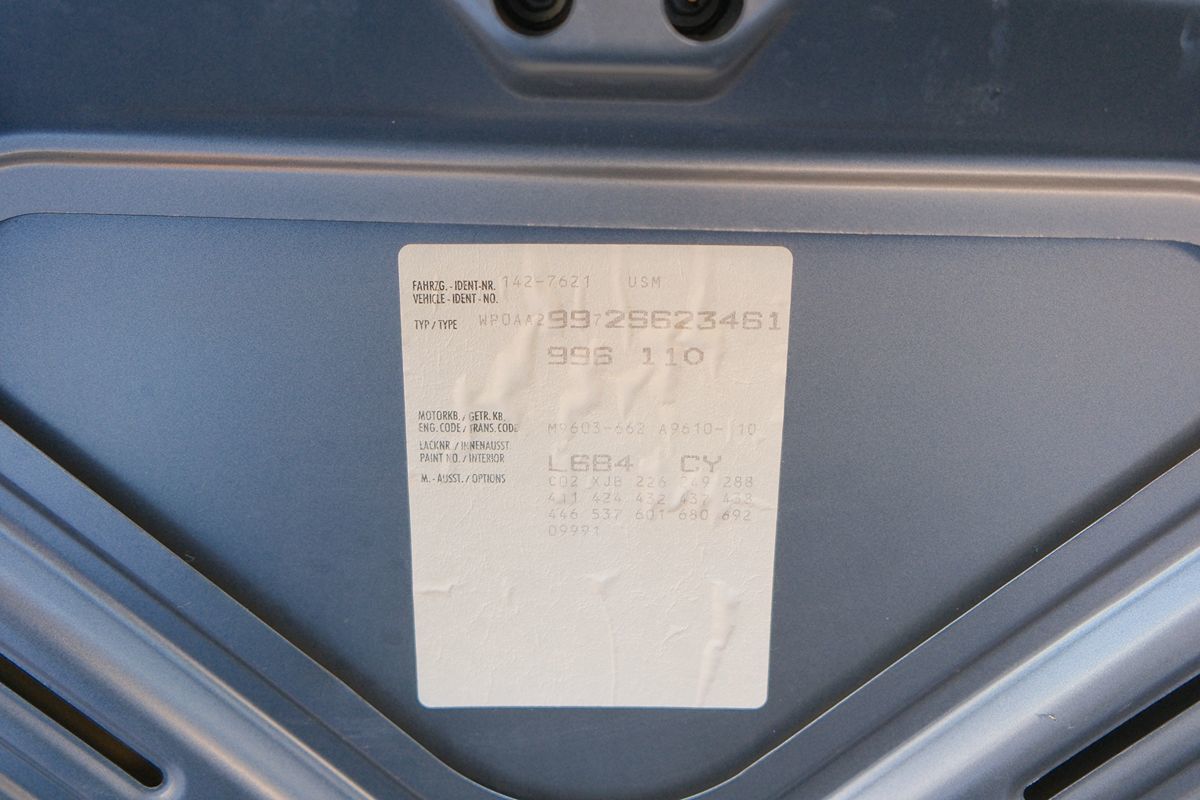 FAHRZG.-IDENT-NR. 142-7621 USM
VEHICLE-IDENT-NO.
TYP/TYPE WP0AA29972S623461
996 110
MOTORKB./GETR.KB.
ENG.CODE/TRANS.CODE M9603-662 A9610- 10
LACKNR./INNENAUSST.
PAINT NO./INTERIOR L6B4 CY
M.-AUSST./OPTIONS C02 XJB 226 249 288
411 424 432 437 438
446 537 601 680 692
09991